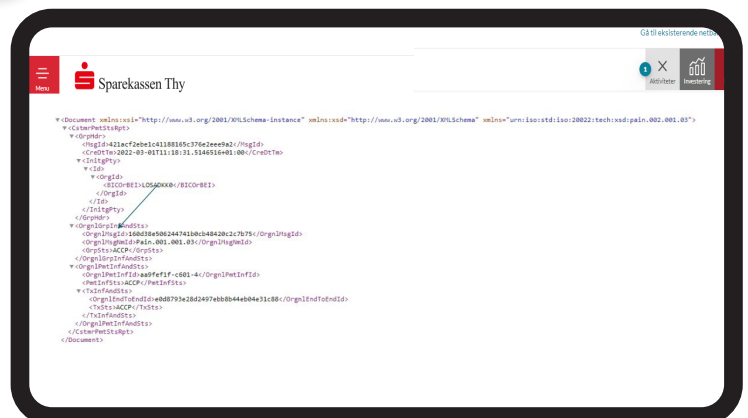 Gå til eksisterende netba
Menu
Sparekassen Thy
1
Aktiviteter
Investering
▼<Document xmlns:xsi="http://www.w3.org/2001/XMLSchema-instance" xmlns:xsd="http://www.w3.org/2001/XMLSchema" xmlns="urn:iso:std:iso:20022:tech:xsd:pain.002.001.03">
▼<CstmrPmtStsRpt>
▼<GrpHdr>
<MsgId>421acf2ebe1c41188165c376e2eee9a2</MsgId>
<CreDtTm>2022-03-01T11:18:31.5146516+01:00</CreDtTm>
▼<InitgPty>
▼<Id>
▼<OrgId>
<BICOrBEI>LOSADKK0</BICOrBEI>
</OrgId>
</Id>
</InitgPty>
</GrpHdr>
▼<OrgnlGrpInfAndSts>
<OrgnlMsgId>160d38e506244741b0cb48420c2c7b75</OrgnlMsgId>
<OrgnlMsgNmId>Pain.001.001.03</OrgnlMsgNmId>
<GrpSts>ACCP</GrpSts>
</OrgnlGrpInfAndSts>
▼<OrgnlPmtInfAndSts>
<OrgnlPmtInfId>aa9fef1f-c601-4</OrgnlPmtInfId>
<PmtInfSts>ACCP</PmtInfSts>
▼<TxInfAndSts>
<OrgnlEndToEndId>e0d8793e28d2497ebb8b44eb04e31c88</OrgnlEndToEndId>
<TxSts>ACCP</TxSts>
</TxInfAndSts>
</OrgnlPmtInfAndSts>
</CstmrPmtStsRpt>
</Document>